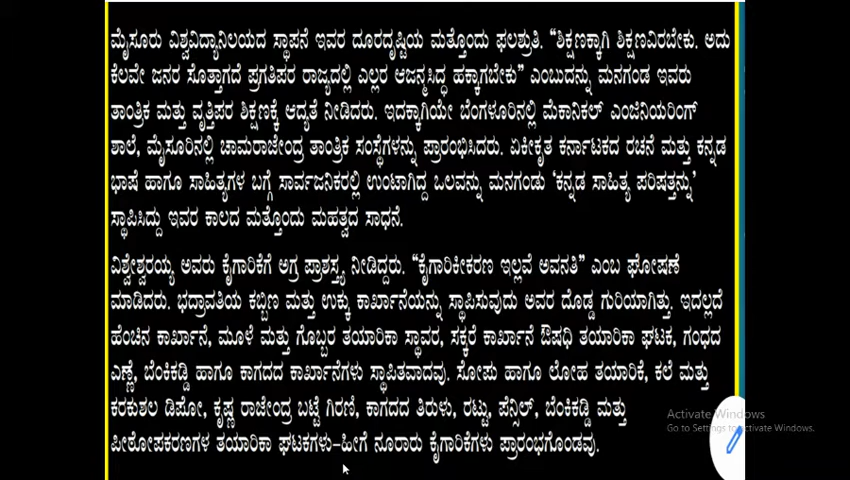 ಮೈಸೂರು ವಿಶ್ವವಿದ್ಯಾನಿಲಯದ ಸ್ಥಾಪನೆ ಇವರ ದೂರದೃಷ್ಟಿಯ ಮತ್ತೊಂದು ಫಲಶ್ರುತಿ. “ಶಿಕ್ಷಣಕ್ಕಾಗಿ ಶಿಕ್ಷಣವಿರಬೇಕು. ಅದು
ಕೆಲವೇ ಜನರ ಸೊತ್ತಾಗದೆ ಪ್ರಗತಿಪರ ರಾಜ್ಯದಲ್ಲಿ ಎಲ್ಲರ ಆಜನ್ಮಸಿದ್ಧ ಹಕ್ಕಾಗಬೇಕು” ಎಂಬುದನ್ನು ಮನಗಂಡ ಇವರು
ತಾಂತ್ರಿಕ ಮತ್ತು ವೃತ್ತಿಪರ ಶಿಕ್ಷಣಕ್ಕೆ ಆದ್ಯತೆ ನೀಡಿದರು. ಇದಕ್ಕಾಗಿಯೇ ಬೆಂಗಳೂರಿನಲ್ಲಿ ಮೆಕಾನಿಕಲ್ ಎಂಜಿನಿಯರಿಂಗ್
ಶಾಲೆ, ಮೈಸೂರಿನಲ್ಲಿ ಚಾಮರಾಜೇಂದ್ರ ತಾಂತ್ರಿಕ ಸಂಸ್ಥೆಗಳನ್ನು ಪ್ರಾರಂಭಿಸಿದರು. ಏಕೀಕೃತ ಕರ್ನಾಟಕದ ರಚನೆ ಮತ್ತು ಕನ್ನಡ
ಭಾಷೆ ಹಾಗೂ ಸಾಹಿತ್ಯಗಳ ಬಗ್ಗೆ ಸಾರ್ವಜನಿಕರಲ್ಲಿ ಉಂಟಾಗಿದ್ದ ಒಲವನ್ನು ಮನಗಂಡು ‘ಕನ್ನಡ ಸಾಹಿತ್ಯ ಪರಿಷತ್ತನ್ನು’
ಸ್ಥಾಪಿಸಿದ್ದು ಇವರ ಕಾಲದ ಮತ್ತೊಂದು ಮಹತ್ವದ ಸಾಧನೆ.
ವಿಶ್ವೇಶ್ವರಯ್ಯ ಅವರು ಕೈಗಾರಿಕೆಗೆ ಅಗ್ರ ಪ್ರಾಶಸ್ತ್ಯ ನೀಡಿದ್ದರು. “ಕೈಗಾರಿಕೀಕರಣ ಇಲ್ಲವೆ ಅವನತಿ” ಎಂಬ ಘೋಷಣೆ
ಮಾಡಿದರು. ಭದ್ರಾವತಿಯ ಕಬ್ಬಿಣ ಮತ್ತು ಉಕ್ಕು ಕಾರ್ಖಾನೆಯನ್ನು ಸ್ಥಾಪಿಸುವುದು ಅವರ ದೊಡ್ಡ ಗುರಿಯಾಗಿತ್ತು. ಇದಲ್ಲದೆ
ಹೆಂಚಿನ ಕಾರ್ಖಾನೆ, ಮೂಳೆ ಮತ್ತು ಗೊಬ್ಬರ ತಯಾರಿಕಾ ಸ್ಥಾವರ, ಸಕ್ಕರೆ ಕಾರ್ಖಾನೆ ಔಷಧಿ ತಯಾರಿಕಾ ಘಟಕ, ಗಂಧದ
ಎಣ್ಣೆ, ಬೆಂಕಿಕಡ್ಡಿ ಹಾಗೂ ಕಾಗದದ ಕಾರ್ಖಾನೆಗಳು ಸ್ಥಾಪಿತವಾದವು. ಸೋಪು ಹಾಗೂ ಲೋಹ ತಯಾರಿಕೆ, ಕಲೆ ಮತ್ತು
ಕರಕುಶಲ ಡಿಪೋ, ಕೃಷ್ಣ ರಾಜೇಂದ್ರ ಬಟ್ಟೆ ಗಿರಣಿ, ಕಾಗದದ ತಿರುಳು, ರಟ್ಟು, ಪೆನ್ಸಿಲ್, ಬೆಂಕಿಕಡ್ಡಿ ಮತ್ತು
ಪೀಠೋಪಕರಣಗಳ ತಯಾರಿಕಾ ಘಟಕಗಳು–ಹೀಗೆ ನೂರಾರು ಕೈಗಾರಿಕೆಗಳು ಪ್ರಾರಂಭಗೊಂಡವು.
Activate Windows
Go to Settings to activate Windows.